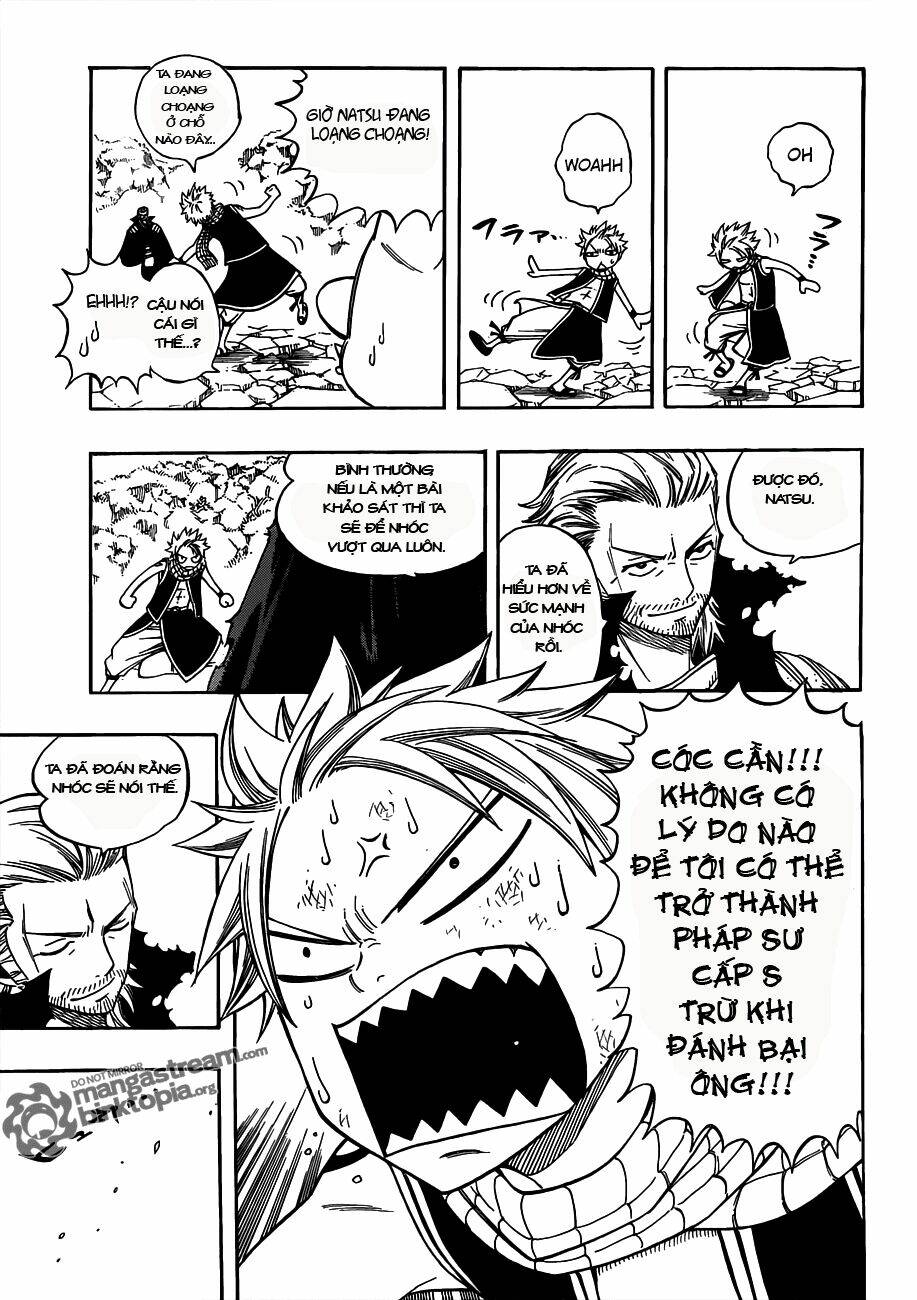 OH
フラァ...
WOAHH
GIỜ NATSU ĐANG
LOẠNG CHOẠNG!
TA ĐANG
LOẠNG
CHOẠNG
Ở CHỖ
NÀO ĐÂY...
EHHH!?
CẬU NÓI
CÁI GÌ
THẾ...?
ĐƯỢC ĐÓ,
NATSU.
TA ĐÃ
HIỂU HƠN VỀ
SỨC MẠNH
CỦA NHÓC
RỒI.
BÌNH THƯỜNG
NẾU LÀ MỘT BÀI
KHẢO SÁT THÌ TA
SẼ ĐỂ NHÓC
VƯỢT QUA LUÔN.
CÓC CẦN!!!
KHÔNG CÓ
LÝ DO NÀO
ĐỂ TÔI CÓ THỂ
TRỞ THÀNH
PHÁP SƯ
CẤP S
TRỪ KHI
ĐÁNH BẠI
ÔNG!!!
TA ĐÃ ĐOÁN RẰNG
NHÓC SẼ NÓI THẾ.
DO NOT MIRROR
mangastream.com
binktopia.org